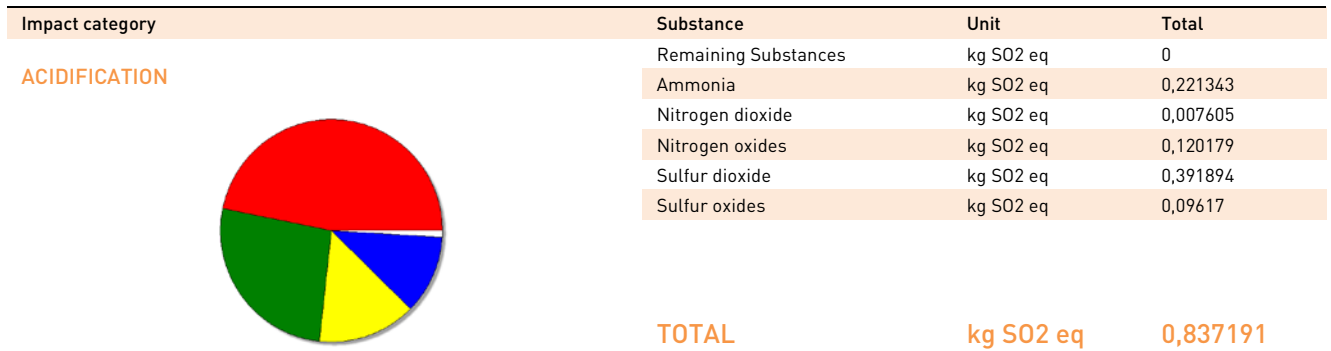 Impact category Substance Unit Total
ACIDIFICATION
Remaining Substances kg SO2 eq 0
Ammonia kg SO2 eq 0,221343
Nitrogen dioxide kg SO2 eq 0,007605
Nitrogen oxides kg SO2 eq 0,120179
Sulfur dioxide kg SO2 eq 0,391894
Sulfur oxides kg SO2 eq 0,09617
TOTAL kg SO2 eq 0,837191